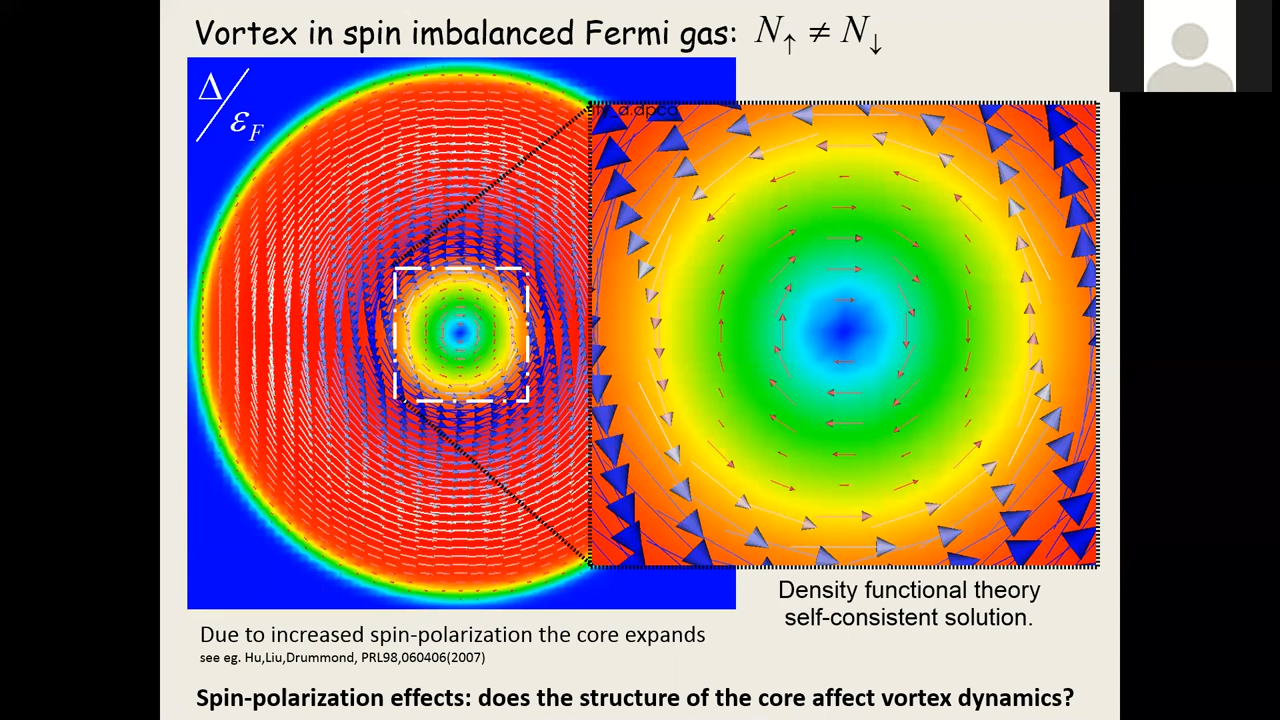 Vortex in spin imbalanced Fermi gas: N↑ ≠ N↓
Δ/εF
Density functional theory
self-consistent solution.
Due to increased spin-polarization the core expands
see eg. Hu,Liu,Drummond, PRL98,060406(2007)
Spin-polarization effects: does the structure of the core affect vortex dynamics?